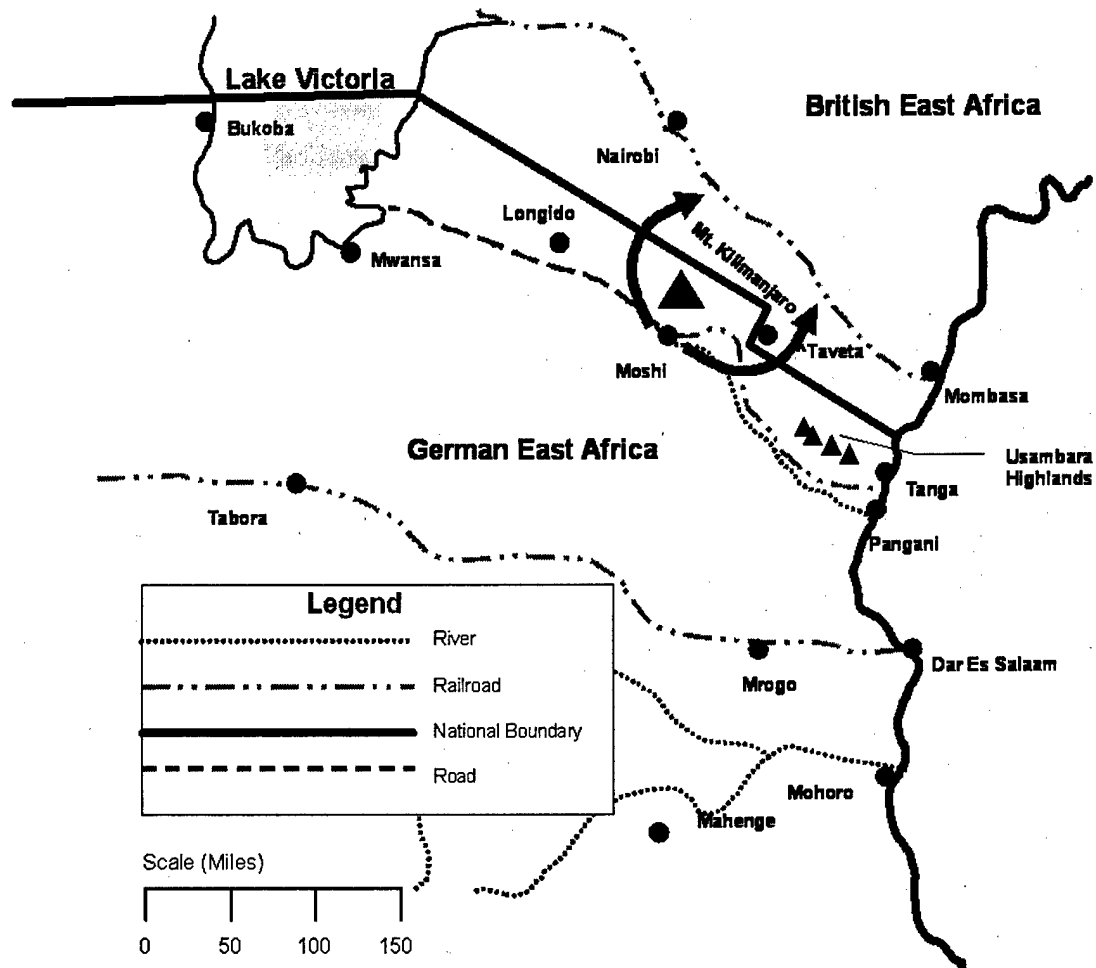 Lake Victoria
British East Africa
Bukoba
Nairobi
Longido
Mt. Kilimanjaro
Mwansa
Taveta
Moshi
Mombasa
German East Africa
Usambara
Highlands
Tanga
Tabora
Pangani
Legend
River
Railroad
National Boundary
Road
Dar Es Salaam
Mrogo
Mohoro
Mahenge
Scale (Miles)
0 50 100 150